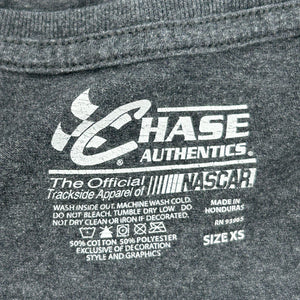 CHASE
AUTHENTICS®
The Official
Trackside Apparel of NASCAR
WASH INSIDE OUT. MACHINE WASH COLD.
DO NOT BLEACH. TUMBLE DRY LOW. DO
NOT DRY CLEAN OR IRON IF DECORATED.
50% COTTON 50% POLYESTER
EXCLUSIVE OF DECORATION
STYLE AND GRAPHICS
MADE IN
HONDURAS
RN 93965
SIZE XS